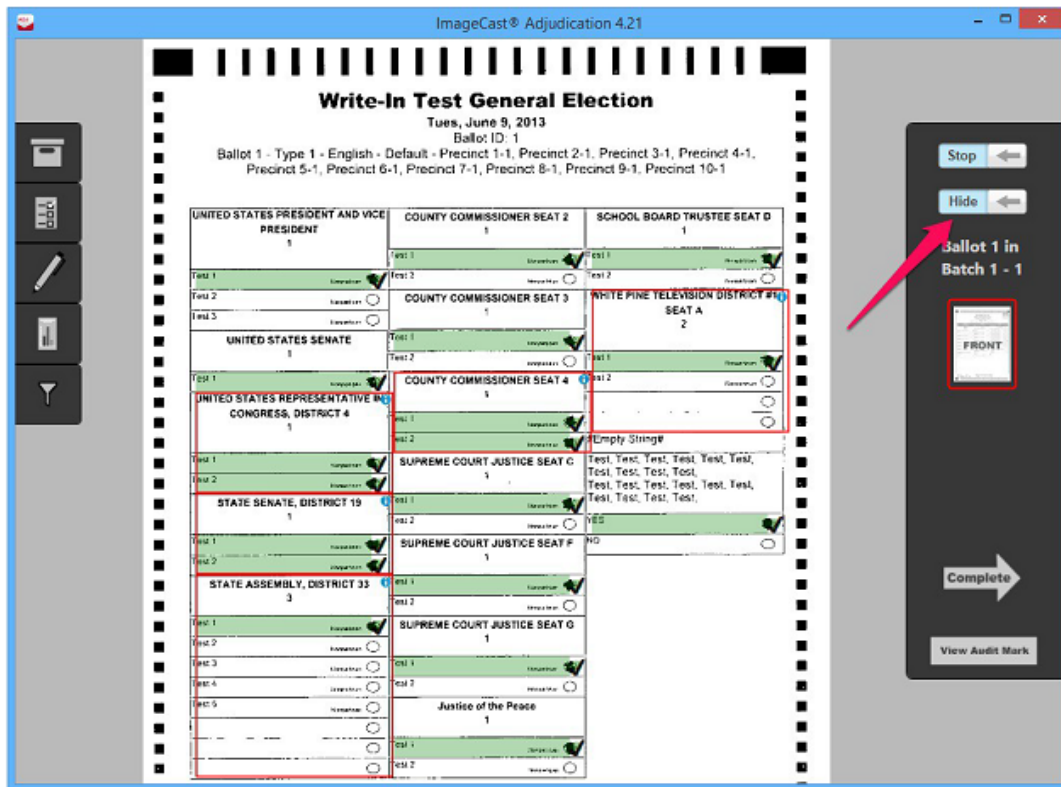 ImageCast® Adjudication 4.21
Write-In Test General Election
Tues, June 9, 2013
Ballot ID: 1
Ballot 1 - Type 1 - English - Default - Precinct 1-1, Precinct 2-1, Precinct 3-1, Precinct 4-1,
Precinct 5-1, Precinct 6-1, Precinct 7-1, Precinct 8-1, Precinct 9-1, Precinct 10-1
UNITED STATES PRESIDENT AND VICE
PRESIDENT
1
Test 1
Test 2
Test 3
UNITED STATES SENATE
1
Test 1
UNITED STATES REPRESENTATIVE IN
CONGRESS, DISTRICT 4
1
Test 1
Test 2
STATE SENATE, DISTRICT 19
1
Test 1
Test 2
STATE ASSEMBLY, DISTRICT 33
3
Test 1
Test 2
Test 3
Test 4
Test 5
COUNTY COMMISSIONER SEAT 2
1
Test 1
Test 2
COUNTY COMMISSIONER SEAT 3
1
Test 1
Test 2
COUNTY COMMISSIONER SEAT 4
1
Test 1
Test 2
SUPREME COURT JUSTICE SEAT C
1
Test 1
Test 2
SUPREME COURT JUSTICE SEAT F
1
Test 1
Test 2
SUPREME COURT JUSTICE SEAT G
1
Test 1
Test 2
Justice of the Peace
1
Test 1
Test 2
SCHOOL BOARD TRUSTEE SEAT D
1
Test 1
Test 2
WHITE PINE TELEVISION DISTRICT #1
SEAT A
2
Test 1
Test 2
#Empty String#
Test, Test, Test, Test, Test, Test,
Test, Test, Test, Test,
Test, Test, Test, Test, Test, Test,
Test, Test, Test, Test,
YES
NO
Stop
Hide
Ballot 1 in
Batch 1 - 1
FRONT
Complete
View Audit Mark